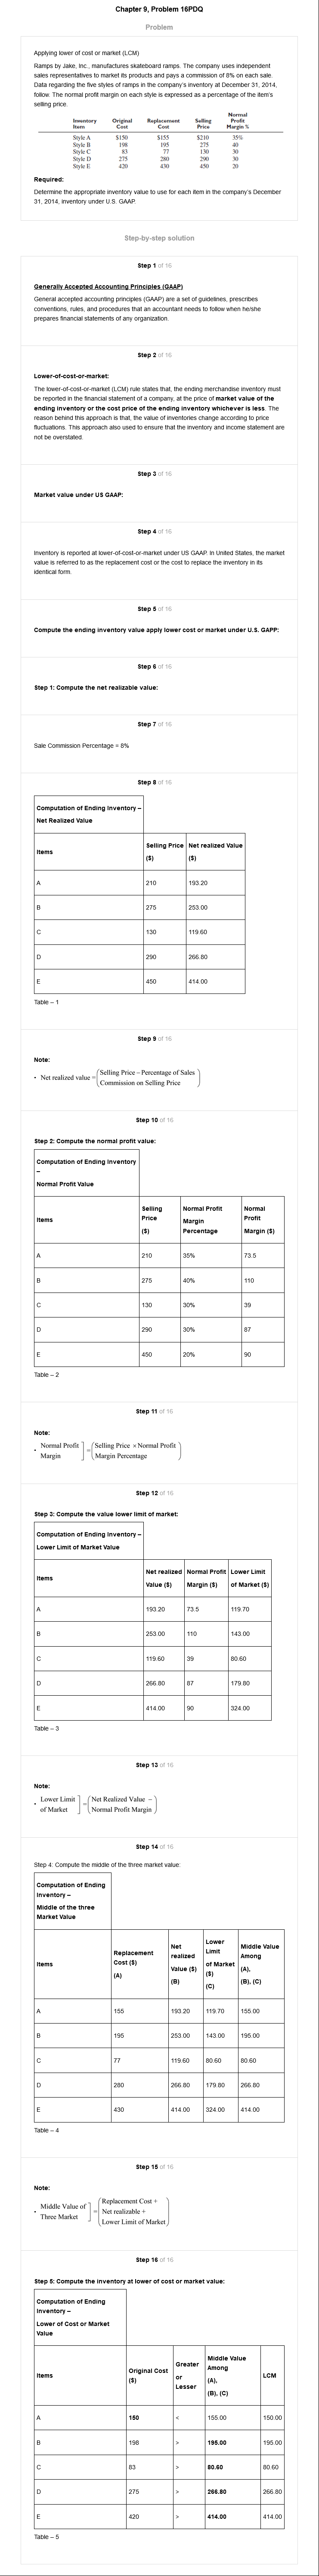 Chapter 9, Problem 16PDQ
Problem
Applying lower of cost or market (LCM)
Ramps by Jake, Inc., manufactures skateboard ramps. The company uses independent
sales representatives to market its products and pays a commission of 8% on each sale.
Data regarding the five styles of ramps in the company's inventory at December 31, 2014,
follow. The normal profit margin on each style is expressed as a percentage of the item's
selling price.
Normal
Inventory Original Replacement Selling Profit
Item Cost Cost Price Margin %
Style A $150 $155 $210 35%
Style B 198 195 275 40
Style C 83 77 130 30
Style D 275 280 290 30
Style E 420 430 450 20
Required:
Determine the appropriate inventory value to use for each item in the company's December
31, 2014, inventory under U.S. GAAP.
Step-by-step solution
Step 1 of 16
Generally Accepted Accounting Principles (GAAP)
General accepted accounting principles (GAAP) are a set of guidelines, prescribes
conventions, rules, and procedures that an accountant needs to follow when he/she
prepares financial statements of any organization.
Step 2 of 16
Lower-of-cost-or-market:
The lower-of-cost-or-market (LCM) rule states that, the ending merchandise inventory must
be reported in the financial statement of a company, at the price of market value of the
ending inventory or the cost price of the ending inventory whichever is less. The
reason behind this approach is that, the value of inventories change according to price
fluctuations. This approach also used to ensure that the inventory and income statement are
not be overstated.
Step 3 of 16
Market value under US GAAP:
Step 4 of 16
Inventory is reported at lower-of-cost-or-market under US GAAP. In United States, the market
value is referred to as the replacement cost or the cost to replace the inventory in its
identical form.
Step 5 of 16
Compute the ending inventory value apply lower cost or market under U.S. GAPP:
Step 6 of 16
Step 1: Compute the net realizable value:
Step 7 of 16
Sale Commission Percentage = 8%
Step 8 of 16
Computation of Ending Inventory –
Net Realized Value
Items
Selling Price Net realized Value
($) ($)
A 210 193.20
B 275 253.00
C 130 119.60
D 290 266.80
E 450 414.00
Table – 1
Step 9 of 16
Note:
• Net realized value = (Selling Price – Percentage of Sales
Commission on Selling Price)
Step 10 of 16
Step 2: Compute the normal profit value:
Computation of Ending Inventory
–
Normal Profit Value
Items
Selling Normal Profit Normal
Price Margin Profit
($) Percentage Margin ($)
A 210 35% 73.5
B 275 40% 110
C 130 30% 39
D 290 30% 87
E 450 20% 90
Table – 2
Step 11 of 16
Note:
• Normal Profit ] = (Selling Price × Normal Profit
Margin Margin Percentage)
Step 12 of 16
Step 3: Compute the value lower limit of market:
Computation of Ending Inventory –
Lower Limit of Market Value
Items
Net realized Normal Profit Lower Limit
Value ($) Margin ($) of Market ($)
A 193.20 73.5 119.70
B 253.00 110 143.00
C 119.60 39 80.60
D 266.80 87 179.80
E 414.00 90 324.00
Table – 3
Step 13 of 16
Note:
• Lower Limit ] = (Net Realized Value –
of Market Normal Profit Margin)
Step 14 of 16
Step 4: Compute the middle of the three market value:
Computation of Ending
Inventory –
Middle of the three
Market Value
Items
Replacement
Cost ($)
(A)
Net
realized
Value ($)
(B)
Lower
Limit
of Market
($)
(C)
Middle Value
Among
(A),
(B), (C)
A 155 193.20 119.70 155.00
B 195 253.00 143.00 195.00
C 77 119.60 80.60 80.60
D 280 266.80 179.80 266.80
E 430 414.00 324.00 414.00
Table – 4
Step 15 of 16
Note:
• Middle Value of ] = (Replacement Cost +
Three Market Net realizable +
Lower Limit of Market)
Step 16 of 16
Step 5: Compute the inventory at lower of cost or market value:
Computation of Ending
Inventory –
Lower of Cost or Market
Value
Items
Original Cost
($)
Greater
or
Lesser
Middle Value
Among
(A),
(B), (C)
LCM
A 150 < 155.00 150.00
B 198 > 195.00 195.00
C 83 > 80.60 80.60
D 275 > 266.80 266.80
E 420 > 414.00 414.00
Table – 5